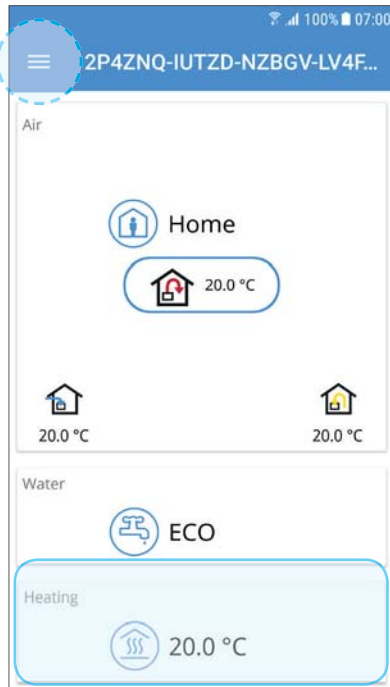 100% 07:00
2P4ZNQ-IUTZD-NZBGV-LV4F...
Air
Home
20.0 °C
20.0 °C 20.0 °C
Water
ECO
Heating
20.0 °C